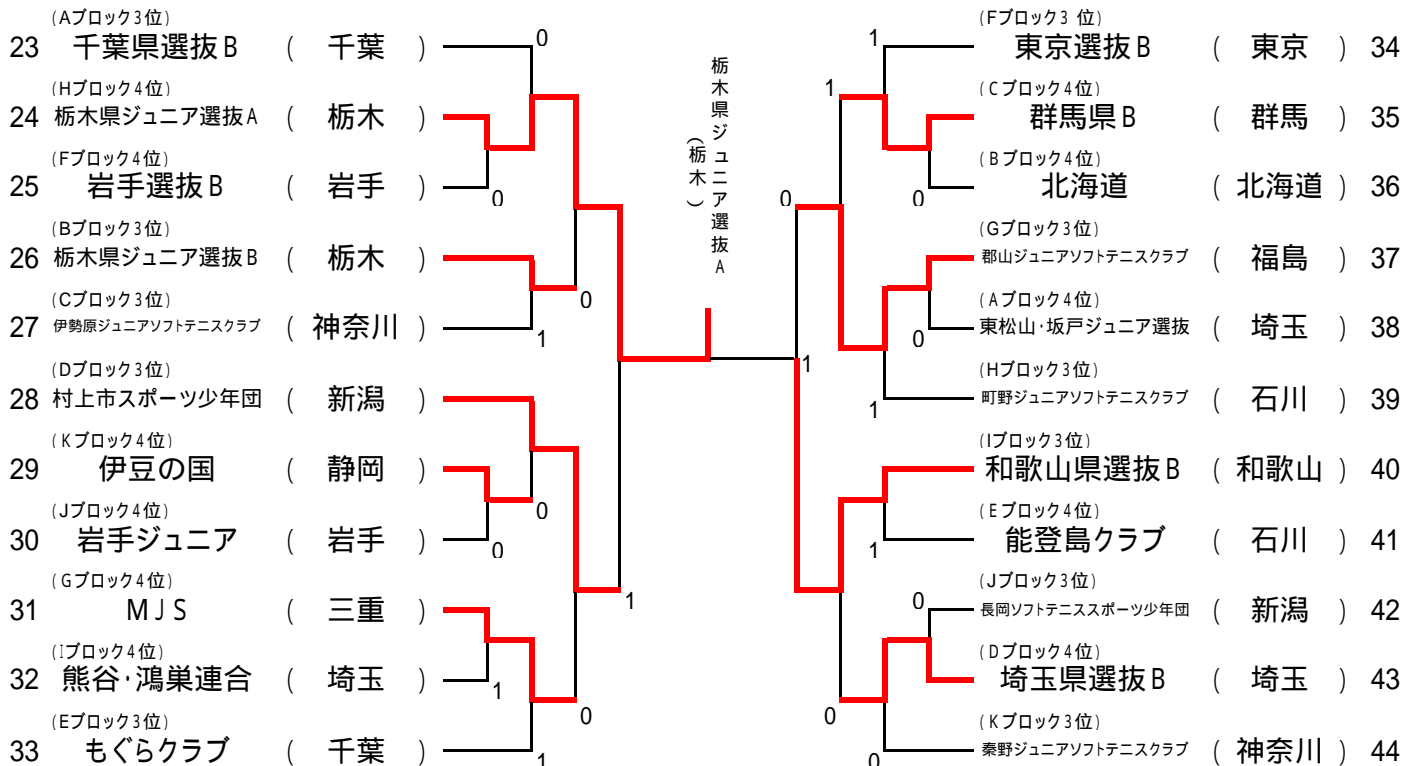 (Aブロック3位)
23 千葉県選抜B ( 千葉 ) 0
(Hブロック4位)
24 栃木県ジュニア選抜A ( 栃木 )
(Fブロック4位)
25 岩手選抜B ( 岩手 ) 0
(Bブロック3位)
26 栃木県ジュニア選抜B ( 栃木 )
0
(Cブロック3位)
27 伊勢原ジュニアソフトテニスクラブ ( 神奈川 ) 1
(Dブロック3位)
28 村上市スポーツ少年団 ( 新潟 )
(Kブロック4位)
29 伊豆の国 ( 静岡 )
0
(Jブロック4位)
30 岩手ジュニア ( 岩手 ) 0
(Gブロック4位)
31 MJS ( 三重 )
1
(Iブロック4位)
32 熊谷·鴻巣連合 ( 埼玉 ) 1
0
(Eブロック3位)
33 もぐらクラブ ( 千葉 ) 1
栃木県ジュニア選抜A
(栃木)
(Fブロック3 位)
1 東京選抜B ( 東京 ) 34
1
(Cブロック4位)
群馬県B ( 群馬 ) 35
(Bブロック4位)
0 0 北海道 ( 北海道 ) 36
(Gブロック3位)
郡山ジュニアソフトテニスクラブ ( 福島 ) 37
(Aブロック4位)
0 東松山·坂戸ジュニア選抜 ( 埼玉 ) 38
1
(Hブロック3位)
1 町野ジュニアソフトテニスクラブ ( 石川 ) 39
(Iブロック3位)
和歌山県選抜B ( 和歌山 ) 40
(Eブロック4位)
1 能登島クラブ ( 石川 ) 41
(Jブロック3位)
0 長岡ソフトテニススポーツ少年団 ( 新潟 ) 42
(Dブロック4位)
埼玉県選抜B ( 埼玉 ) 43
0
(Kブロック3位)
0 秦野ジュニアソフトテニスクラブ ( 神奈川 ) 44